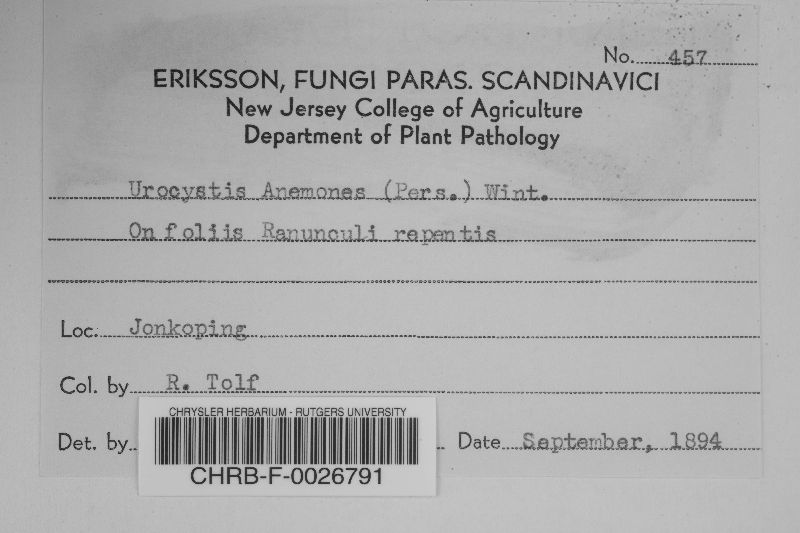 No. 457
ERIKSSON, FUNGI PARAS. SCANDINAVICI
New Jersey College of Agriculture
Department of Plant Pathology
Urocystis Anemones (Pers.) Wint.
On foliis Ranunculi repentis
Loc. Jonkoping
Col. by R. Tolf
Det. by
Date September, 1894
CHRYSLER HERBARIUM - RUTGERS UNIVERSITY
CHRB-F-0026791